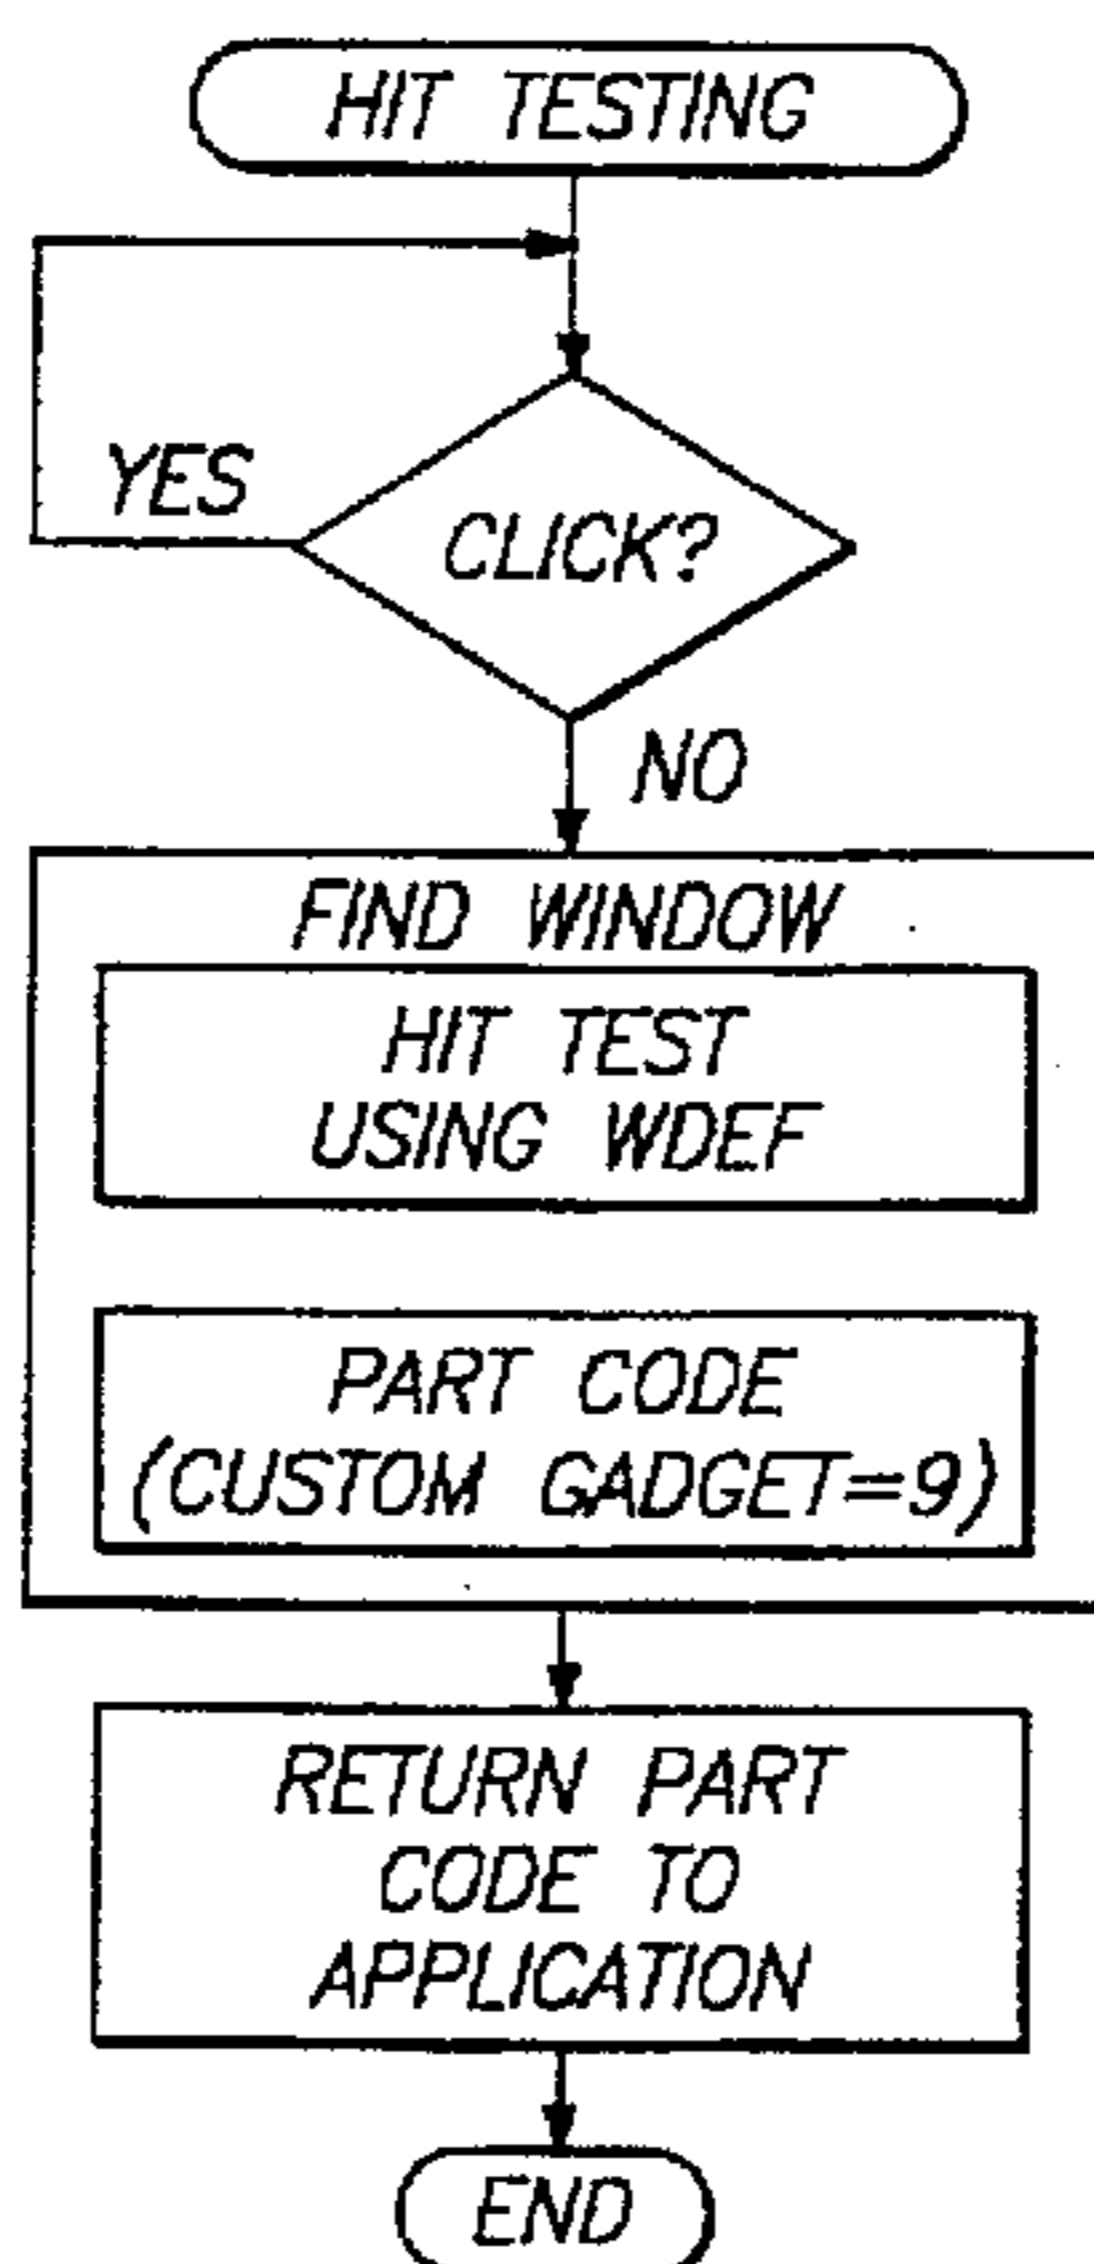 HIT TESTING
YES
CLICK?
NO
FIND WINDOW
HIT TEST
USING WDEF
PART CODE
(CUSTOM GADGET=9)
RETURN PART
CODE TO
APPLICATION
END